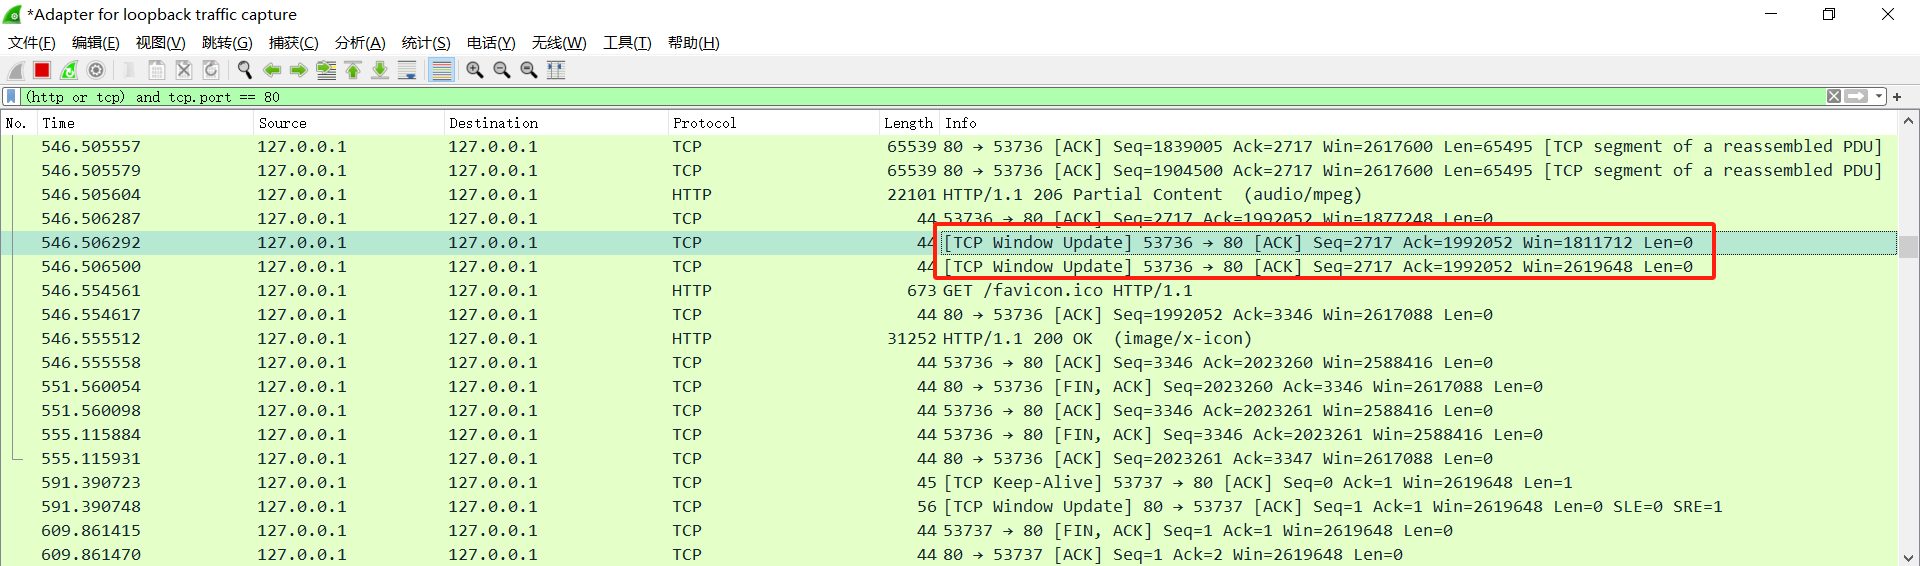 *Adapter for loopback traffic capture
文件(F) 编辑(E) 视图(V) 跳转(G) 捕获(C) 分析(A) 统计(S) 电话(Y) 无线(W) 工具(T) 帮助(H)
(http or tcp) and tcp.port == 80
No. Time Source Destination Protocol Length Info
546.505557 127.0.0.1 127.0.0.1 TCP 65539 80 → 53736 [ACK] Seq=1839005 Ack=2717 Win=2617600 Len=65495 [TCP segment of a reassembled PDU]
546.505579 127.0.0.1 127.0.0.1 TCP 65539 80 → 53736 [ACK] Seq=1904500 Ack=2717 Win=2617600 Len=65495 [TCP segment of a reassembled PDU]
546.505604 127.0.0.1 127.0.0.1 HTTP 22101 HTTP/1.1 206 Partial Content (audio/mpeg)
546.506287 127.0.0.1 127.0.0.1 TCP 44 53736 → 80 [ACK] Seq=2717 Ack=1992052 Win=1877248 Len=0
546.506292 127.0.0.1 127.0.0.1 TCP 44 [TCP Window Update] 53736 → 80 [ACK] Seq=2717 Ack=1992052 Win=1811712 Len=0
546.506500 127.0.0.1 127.0.0.1 TCP 44 [TCP Window Update] 53736 → 80 [ACK] Seq=2717 Ack=1992052 Win=2619648 Len=0
546.554561 127.0.0.1 127.0.0.1 HTTP 673 GET /favicon.ico HTTP/1.1
546.554617 127.0.0.1 127.0.0.1 TCP 44 80 → 53736 [ACK] Seq=1992052 Ack=3346 Win=2617088 Len=0
546.555512 127.0.0.1 127.0.0.1 HTTP 31252 HTTP/1.1 200 OK (image/x-icon)
546.555558 127.0.0.1 127.0.0.1 TCP 44 53736 → 80 [ACK] Seq=3346 Ack=2023260 Win=2588416 Len=0
551.560054 127.0.0.1 127.0.0.1 TCP 44 80 → 53736 [FIN, ACK] Seq=2023260 Ack=3346 Win=2617088 Len=0
551.560098 127.0.0.1 127.0.0.1 TCP 44 53736 → 80 [ACK] Seq=3346 Ack=2023261 Win=2588416 Len=0
555.115884 127.0.0.1 127.0.0.1 TCP 44 53736 → 80 [FIN, ACK] Seq=3346 Ack=2023261 Win=2588416 Len=0
555.115931 127.0.0.1 127.0.0.1 TCP 44 80 → 53736 [ACK] Seq=2023261 Ack=3347 Win=2617088 Len=0
591.390723 127.0.0.1 127.0.0.1 TCP 45 [TCP Keep-Alive] 53737 → 80 [ACK] Seq=0 Ack=1 Win=2619648 Len=1
591.390748 127.0.0.1 127.0.0.1 TCP 56 [TCP Window Update] 80 → 53737 [ACK] Seq=1 Ack=1 Win=2619648 Len=0 SLE=0 SRE=1
609.861415 127.0.0.1 127.0.0.1 TCP 44 53737 → 80 [FIN, ACK] Seq=1 Ack=1 Win=2619648 Len=0
609.861470 127.0.0.1 127.0.0.1 TCP 44 80 → 53737 [ACK] Seq=1 Ack=2 Win=2619648 Len=0